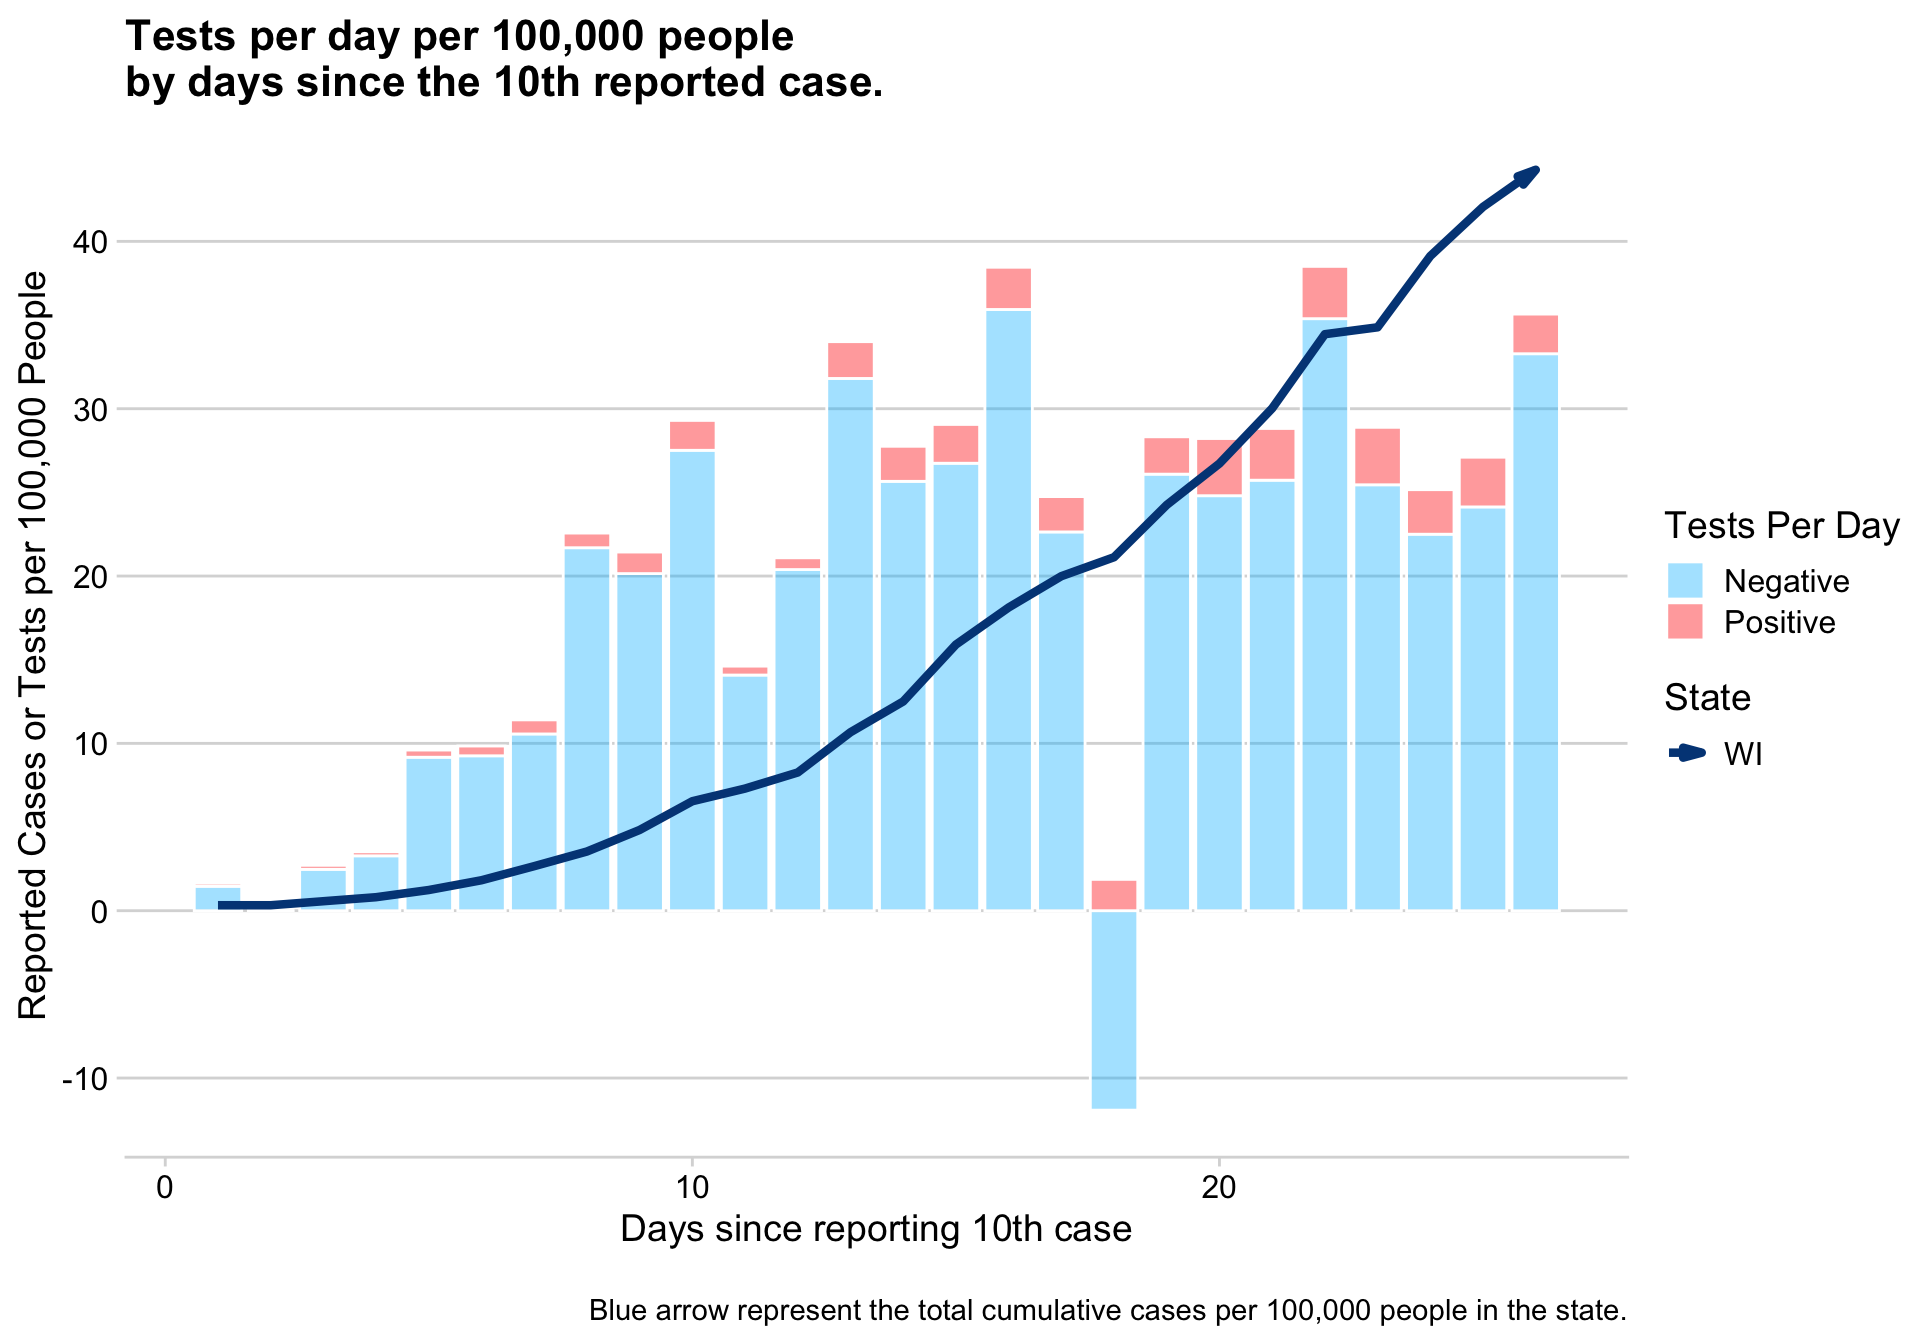 Tests per day per 100,000 people
by days since the 10th reported case.
Reported Cases or Tests per 100,000 People
40
30
20
10
0
-10
0
10
20
Days since reporting 10th case
Tests Per Day
Negative
Positive
State
WI
Blue arrow represent the total cumulative cases per 100,000 people in the state.